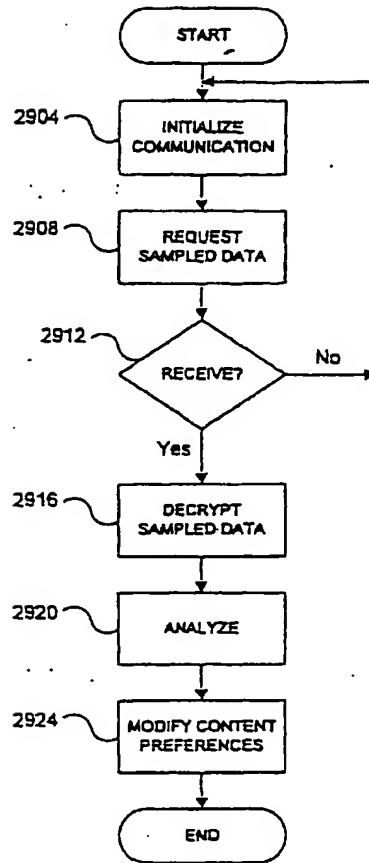 START
2904
INITIALIZE
COMMUNICATION
2908
REQUEST
SAMPLED DATA
2912
RECEIVE?
No
Yes
2916
DECRYPT
SAMPLED DATA
2920
ANALYZE
2924
MODIFY CONTENT
PREFERENCES
END